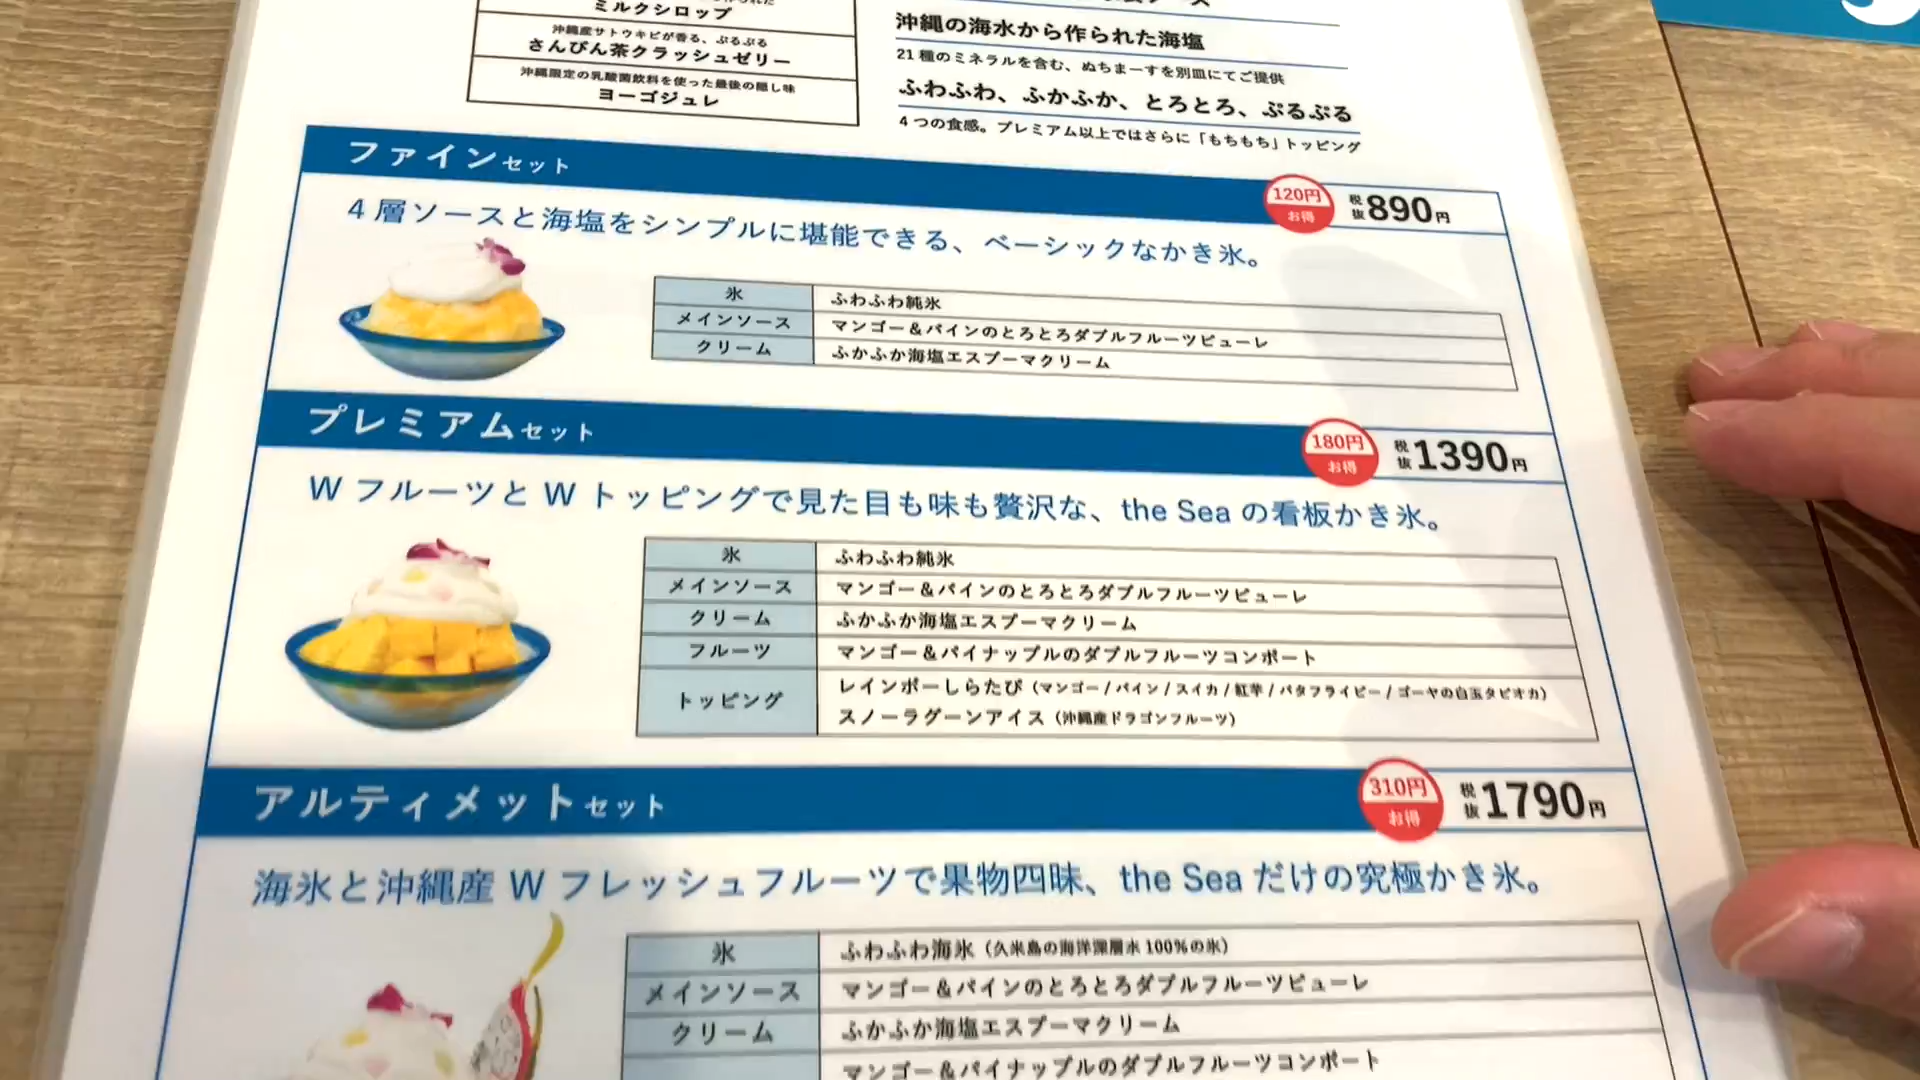 ミルクシロップ
沖縄産サトウキビが香る、ぷるぷる
さんぴん茶クラッシュゼリー
沖縄限定の乳酸菌飲料を使った最後の隠し味
ヨーゴジュレ
沖縄の海水から作られた海塩
21種のミネラルを含む、ぬちまーすを別皿にてご提供
ふわふわ、ふかふか、とろとろ、ぷるぷる
4つの食感。プレミアム以上ではさらに「もちもち」トッピング
ファインセット
120円
お得
税抜890円
4層ソースと海塩をシンプルに堪能できる、ベーシックなかき氷。
氷 ふわふわ純氷
メインソース マンゴー&パインのとろとろダブルフルーツピューレ
クリーム ふかふか海塩エスプーマクリーム
プレミアムセット
180円
お得
税抜1390円
WフルーツとWトッピングで見た目も味も贅沢な、the Seaの看板かき氷。
氷 ふわふわ純氷
メインソース マンゴー&パインのとろとろダブルフルーツピューレ
クリーム ふかふか海塩エスプーマクリーム
フルーツ マンゴー&パイナップルのダブルフルーツコンポート
トッピング レインボーしらたぴ(マンゴー/パイン/スイカ/紅芋/バタフライピー/ゴーヤの白玉タピオカ)
スノーラグーンアイス(沖縄産ドラゴンフルーツ)
アルティメットセット
310円
お得
税抜1790円
海氷と沖縄産Wフレッシュフルーツで果物四昧、the Seaだけの究極かき氷。
氷 ふわふわ海氷(久米島の海洋深層水100%の氷)
メインソース マンゴー&パインのとろとろダブルフルーツピューレ
クリーム ふかふか海塩エスプーマクリーム
マンゴー&パイナップルのダブルフルーツコンポート